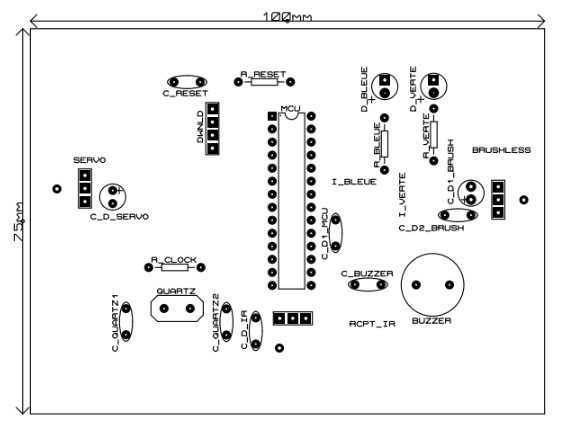 100mm
75mm
C_RESET
R_RESET
D_BLEUE
D_VERTE
DWNLD
MCU
R_BLEUE
R_VERTE
BRUSHLESS
SERVO
I_BLEUE
I_VERTE
C_D1_BRUSH
C_D_SERVO
C_D1_MCU
C_D2_BRUSH
R_CLOCK
C_BUZZER
C_QUARTZ1
QUARTZ
C_QUARTZ2
C_D_IR
RCPT_IR
BUZZER